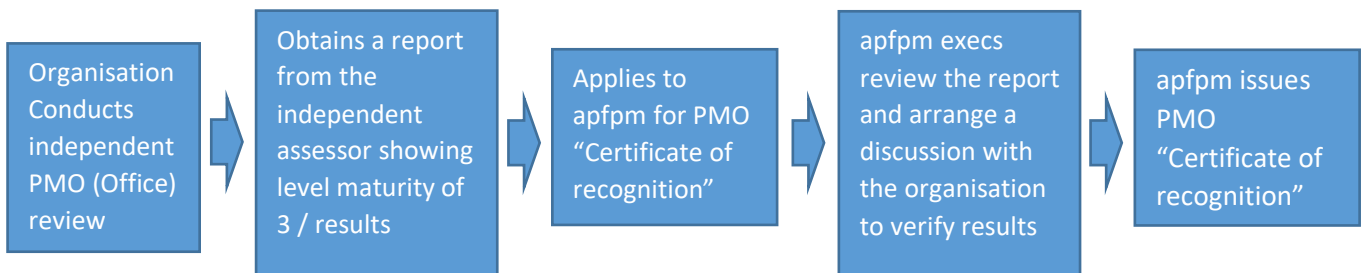 Organisation
Conducts
independent
PMO (Office)
review
Obtains a report
from the
independent
assessor showing
level maturity of
3 / results
Applies to
apfpm for PMO
“Certificate of
recognition”
apfpm execs
review the report
and arrange a
discussion with
the organisation
to verify results
apfpm issues
PMO
“Certificate of
recognition”